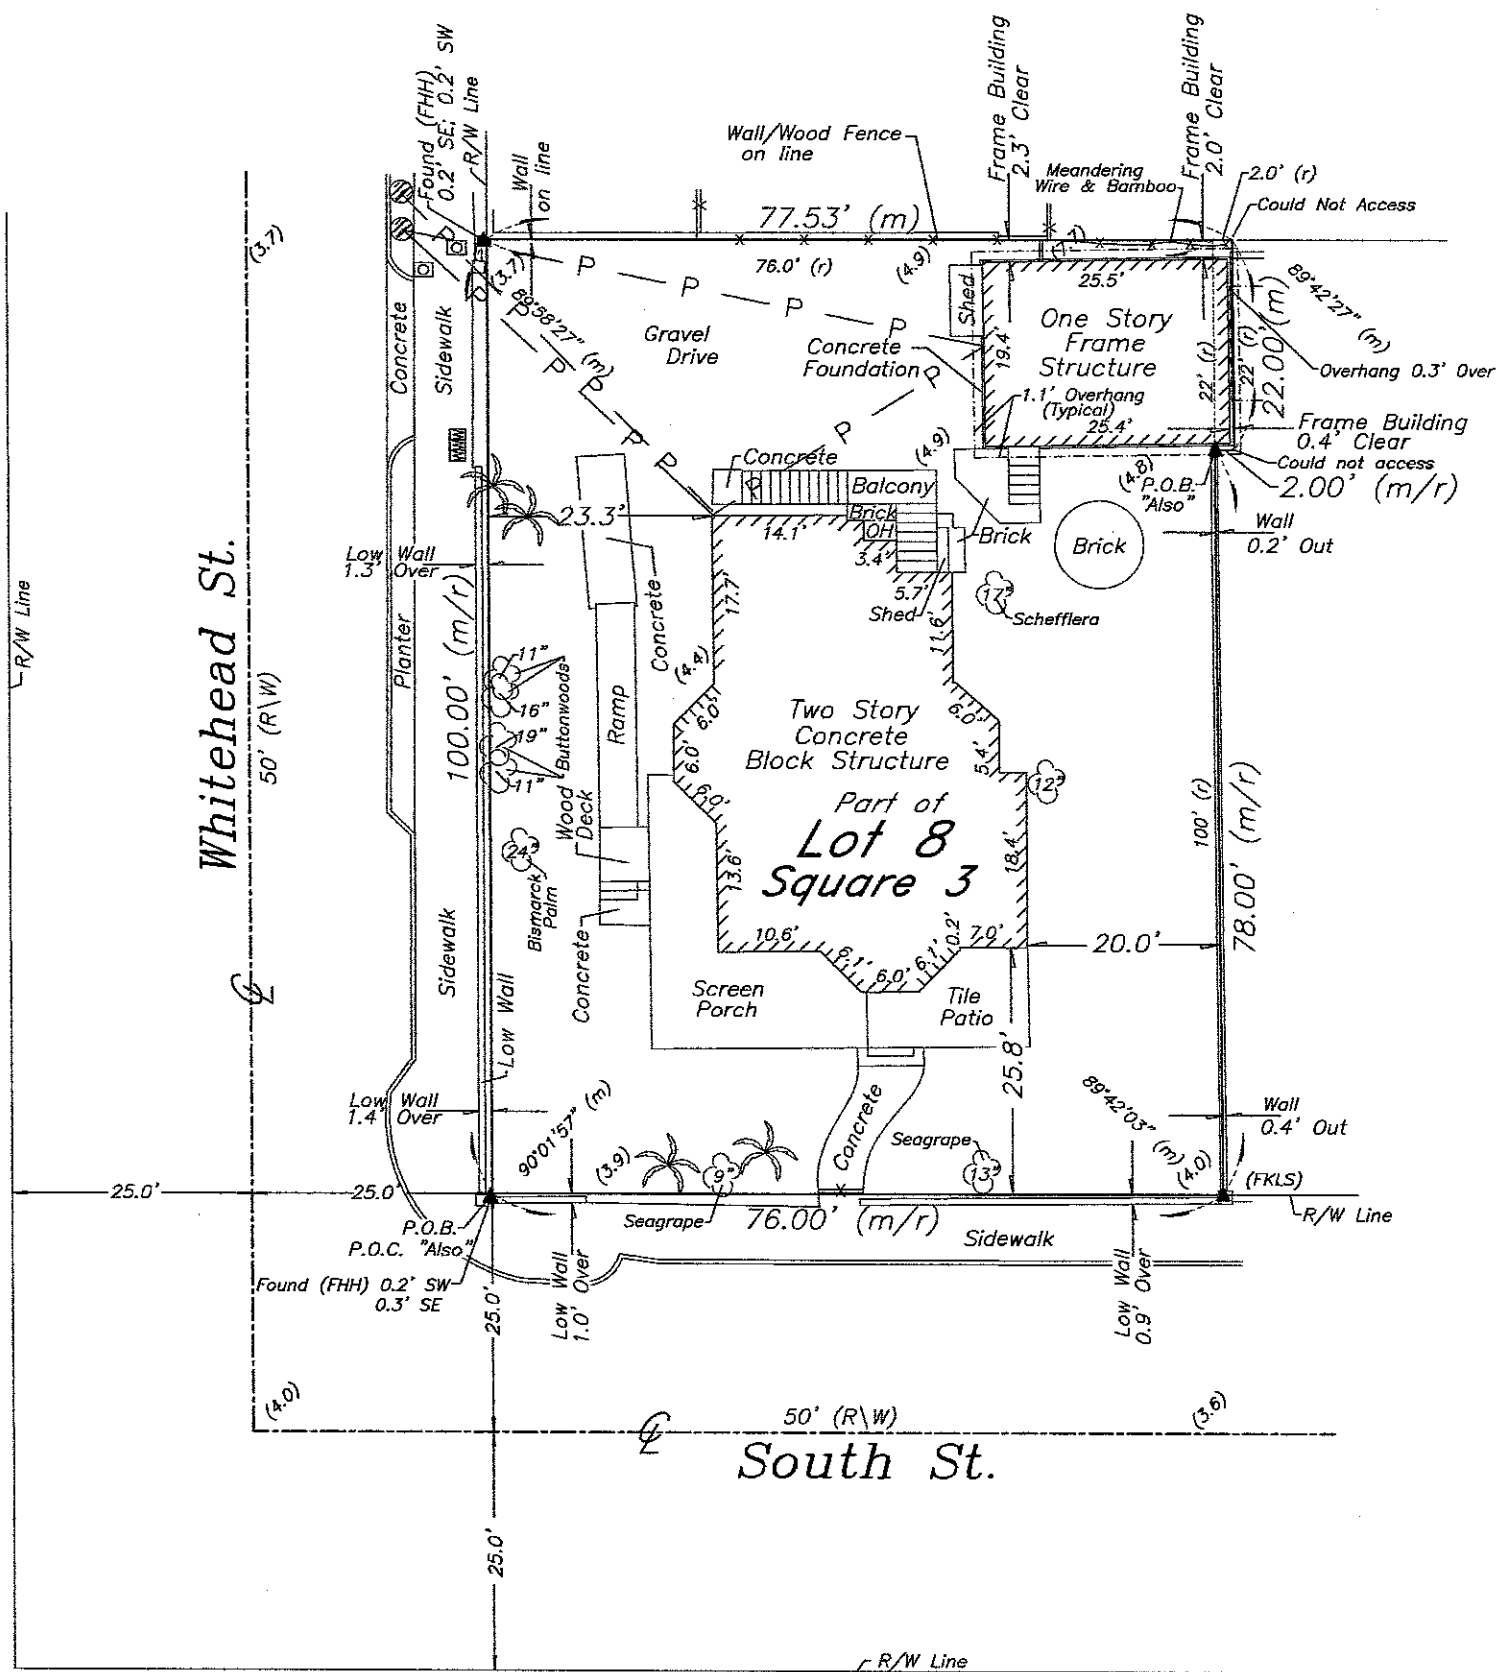 Found (FHH)
0.2' SE; 0.2' SW
R/W Line
Wall
on line
Wall/Wood Fence
on line
Frame Building
2.3' Clear
Frame Building
2.0' Clear
Meandering
Wire & Bamboo
2.0' (r)
Could Not Access
77.53' (m)
76.0' (r)
(3.7)
(3.7)
(4.9)
(1.7)
89°58'27" (m)
89°42'27" (m)
P
P
P
P
P
P
P
P
P
P
P
P
P
P
Concrete
Sidewalk
Gravel
Drive
Shed
Concrete
Foundation
25.5'
19.4'
One Story
Frame
Structure
22' (r)
22' (r)
22.00' (m)
Overhang 0.3' Over
1.1' Overhang
(Typical)
25.4'
Frame Building
0.4' Clear
Could not access
2.00' (m/r)
(4.8)
P.O.B.
"Also"
(4.9)
Concrete
Balcony
Brick
OH
Brick
Brick
Wall
0.2' Out
23.3'
14.1'
3.4'
5.7'
Shed
17"
Schefflera
Low Wall
1.3' Over
Whitehead St.
50' (R\W)
R/W Line
Planter
100.00' (m/r)
11"
16"
19"
11"
Buttonwoods
Concrete
Ramp
17.7'
11.6'
(4.4)
6.0'
6.0'
6.0'
6.0'
5.4'
Two Story
Concrete
Block Structure
12"
Part of
Lot 8
Square 3
Wood
Deck
24"
Bismarck
Palm
13.6'
18.4'
100' (r)
78.00' (m/r)
Sidewalk
Concrete
10.6'
6.1'
6.0'
6.1'
0.2'
7.0'
20.0'
Screen
Porch
Tile
Patio
Low Wall
℄
25.8'
Low Wall
1.4' Over
90°01'57" (m)
(3.9)
Concrete
Seagrape
13"
89°42'03" (m)
(4.0)
Wall
0.4' Out
(FKLS)
R/W Line
25.0'
25.0'
P.O.B.
P.O.C. "Also"
Seagrape
9"
76.00' (m/r)
Sidewalk
Found (FHH) 0.2' SW
0.3' SE
25.0'
Low Wall
1.0' Over
Low Wall
0.9' Over
(4.0)
50' (R\W)
(3.6)
℄
South St.
25.0'
R/W Line